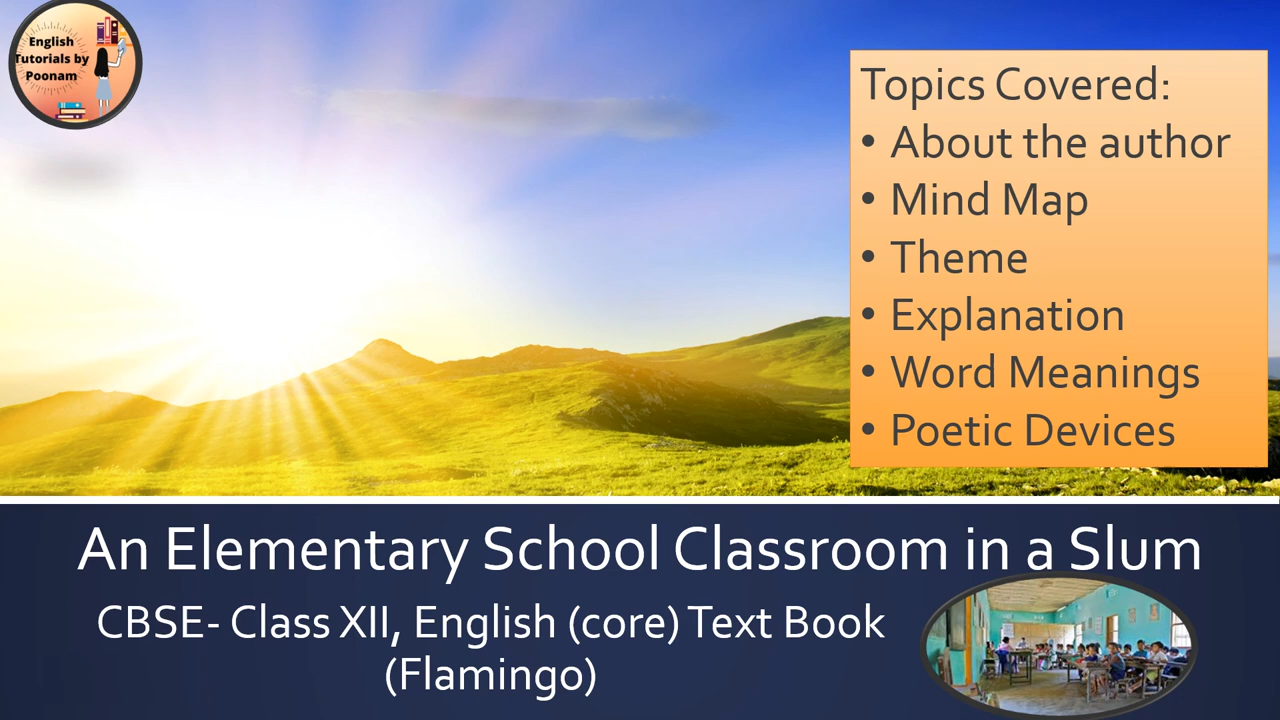 English
Tutorials by
Poonam
Topics Covered:
• About the author
• Mind Map
• Theme
• Explanation
• Word Meanings
• Poetic Devices
An Elementary School Classroom in a Slum
CBSE- Class XII, English (core) Text Book
(Flamingo)